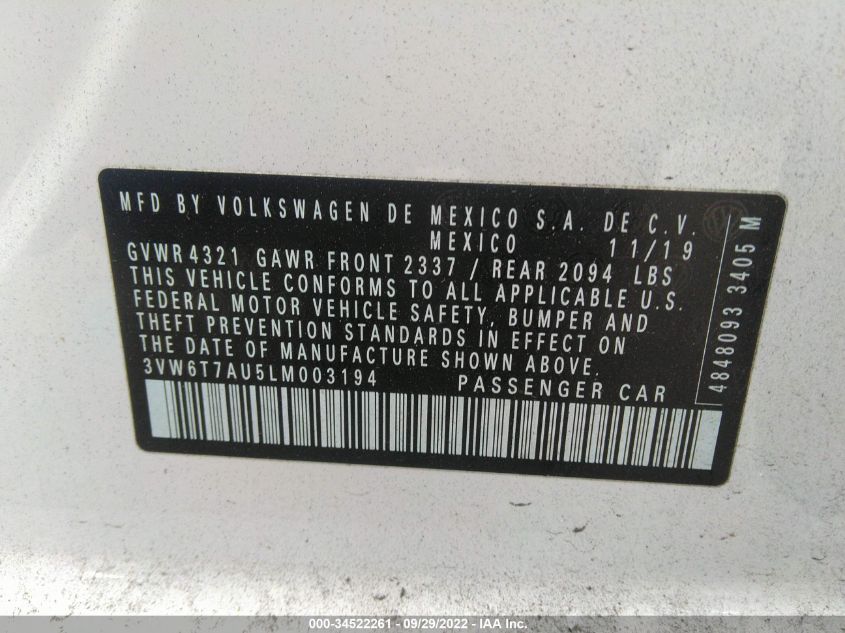 MFD BY VOLKSWAGEN DE MEXICO S.A. DE C.V.
MEXICO 11/19
GVWR 4321 GAWR FRONT 2337 / REAR 2094 LBS
THIS VEHICLE CONFORMS TO ALL APPLICABLE U.S.
FEDERAL MOTOR VEHICLE SAFETY, BUMPER AND
THEFT PREVENTION STANDARDS IN EFFECT ON
THE DATE OF MANUFACTURE SHOWN ABOVE.
3VW6T7AU5LM003194 PASSENGER CAR
4848093 3405 M
000-34522261 - 09/29/2022 - IAA Inc.